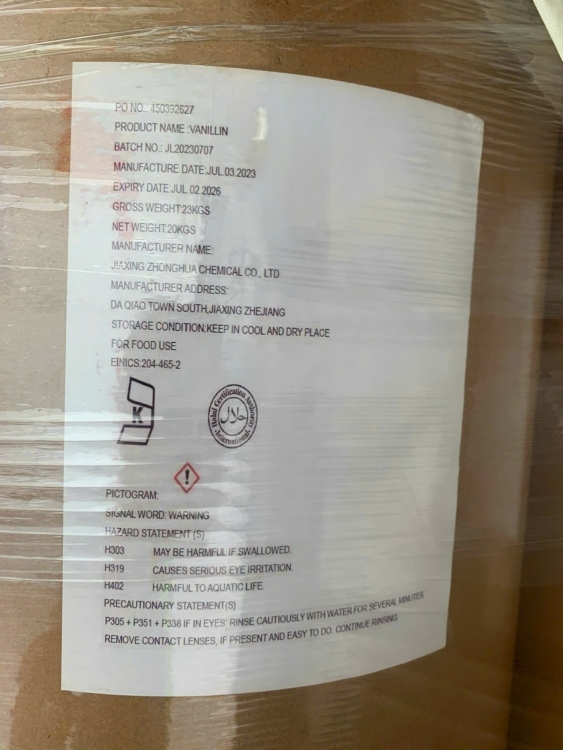 PO NO.: 450392627
PRODUCT NAME :VANILLIN
BATCH NO.: JL20230707
MANUFACTURE DATE:JUL.03.2023
EXPIRY DATE:JUL.02.2026
GROSS WEIGHT:23KGS
NET WEIGHT:20KGS
MANUFACTURER NAME:
JIAXING ZHONGHUA CHEMICAL CO., LTD
MANUFACTURER ADDRESS:
DA QIAO TOWN SOUTH,JIAXING ZHEJIANG
STORAGE CONDITION:KEEP IN COOL AND DRY PLACE
FOR FOOD USE
EINICS:204-465-2
K
Halal Certification Authority
حلال
International
PICTOGRAM:
SIGNAL WORD: WARNING
HAZARD STATEMENT (S)
H303 MAY BE HARMFUL IF SWALLOWED.
H319 CAUSES SERIOUS EYE IRRITATION.
H402 HARMFUL TO AQUATIC LIFE.
PRECAUTIONARY STATEMENT(S)
P305 + P351 + P338 IF IN EYES: RINSE CAUTIOUSLY WITH WATER FOR SEVERAL MINUTES.
REMOVE CONTACT LENSES, IF PRESENT AND EASY TO DO. CONTINUE RINSING.